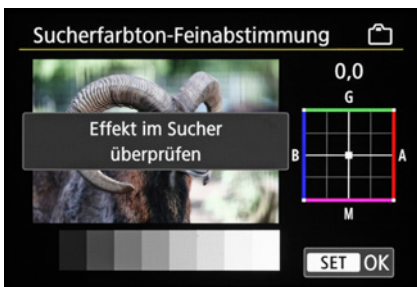 Sucherfarbton-Feinabstimmung
0,0
G
Effekt im Sucher
überprüfen
B
A
M
SET OK